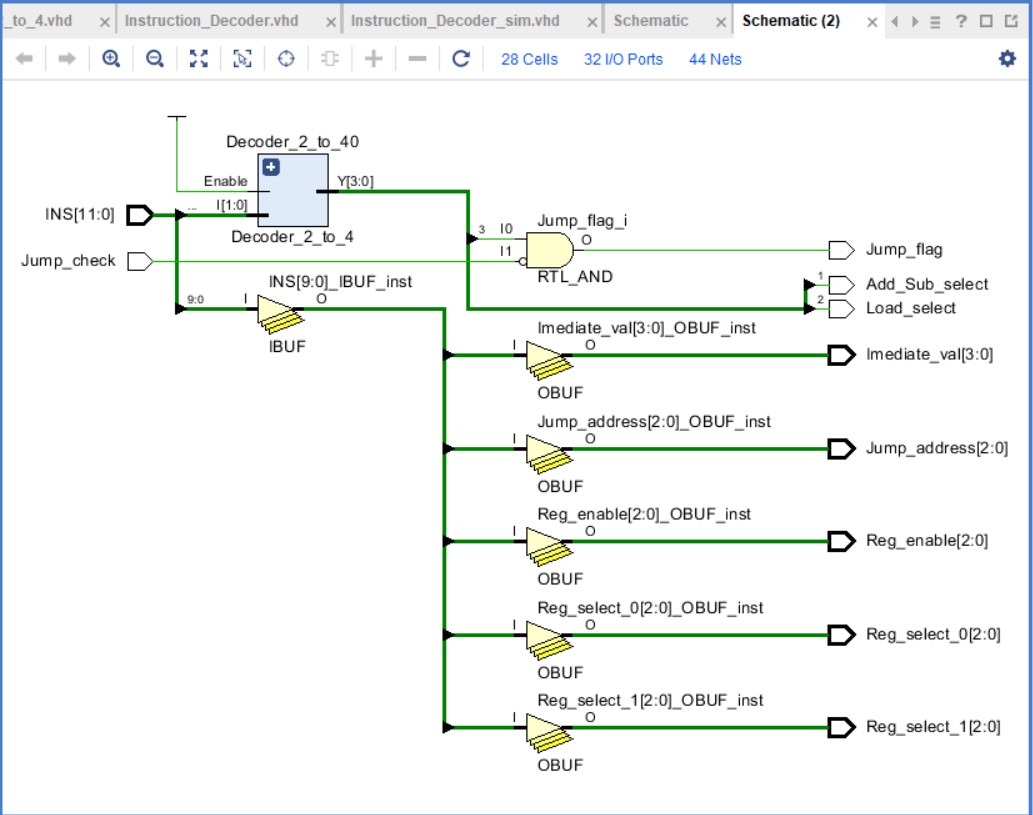 _to_4.vhd Instruction_Decoder.vhd Instruction_Decoder_sim.vhd Schematic Schematic (2)
28 Cells 32 I/O Ports 44 Nets
Decoder_2_to_40
Enable Y[3:0]
INS[11:0] ... I[1:0]
Decoder_2_to_4
Jump_flag_i
3 I0 O
Jump_flag
Jump_check I1
RTL_AND
1 Add_Sub_select
2 Load_select
INS[9:0]_IBUF_inst
9:0 I O
IBUF
Imediate_val[3:0]_OBUF_inst
I O Imediate_val[3:0]
OBUF
Jump_address[2:0]_OBUF_inst
I O Jump_address[2:0]
OBUF
Reg_enable[2:0]_OBUF_inst
I O Reg_enable[2:0]
OBUF
Reg_select_0[2:0]_OBUF_inst
I O Reg_select_0[2:0]
OBUF
Reg_select_1[2:0]_OBUF_inst
I O Reg_select_1[2:0]
OBUF